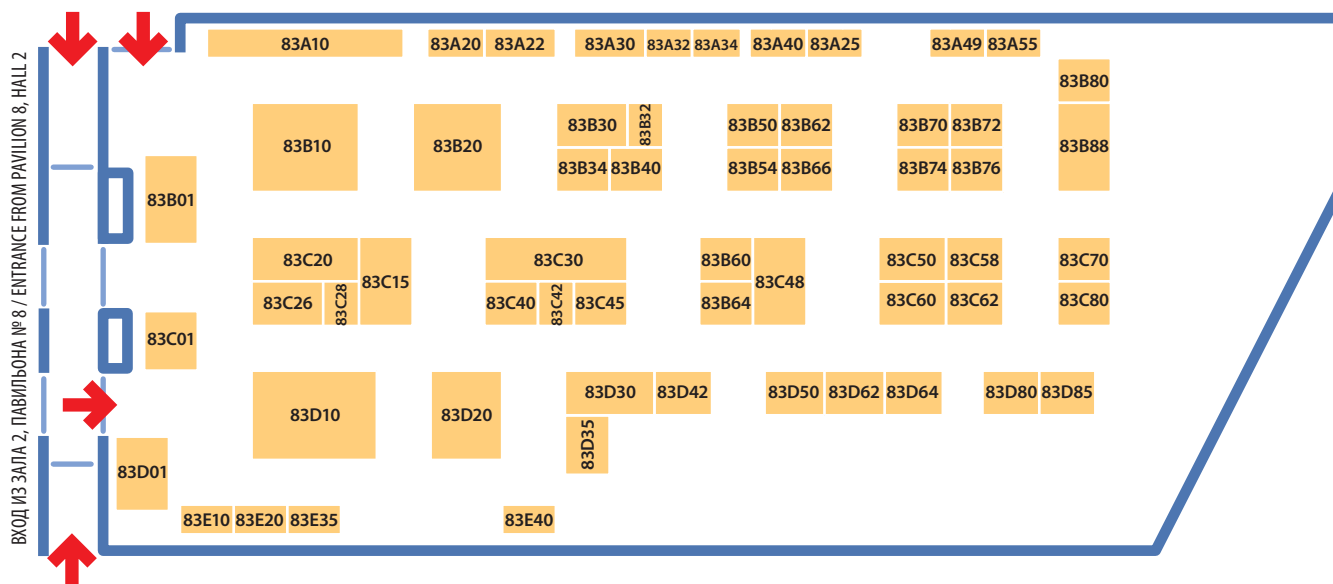 ВХОД ИЗ ЗАЛА 2, ПАВИЛЬОНА № 8 / ENTRANCE FROM PAVILION 8, HALL 2
83A10
83A20
83A22
83A30
83A32
83A34
83A40
83A25
83A49
83A55
83B80
83B10
83B20
83B30
83B32
83B50
83B62
83B70
83B72
83B88
83B34
83B40
83B54
83B66
83B74
83B76
83B01
83C20
83C15
83C30
83B60
83C48
83C50
83C58
83C70
83C26
83C28
83C40
83C42
83C45
83B64
83C60
83C62
83C80
83C01
83D10
83D20
83D30
83D42
83D50
83D62
83D64
83D80
83D85
83D35
83D01
83E10
83E20
83E35
83E40